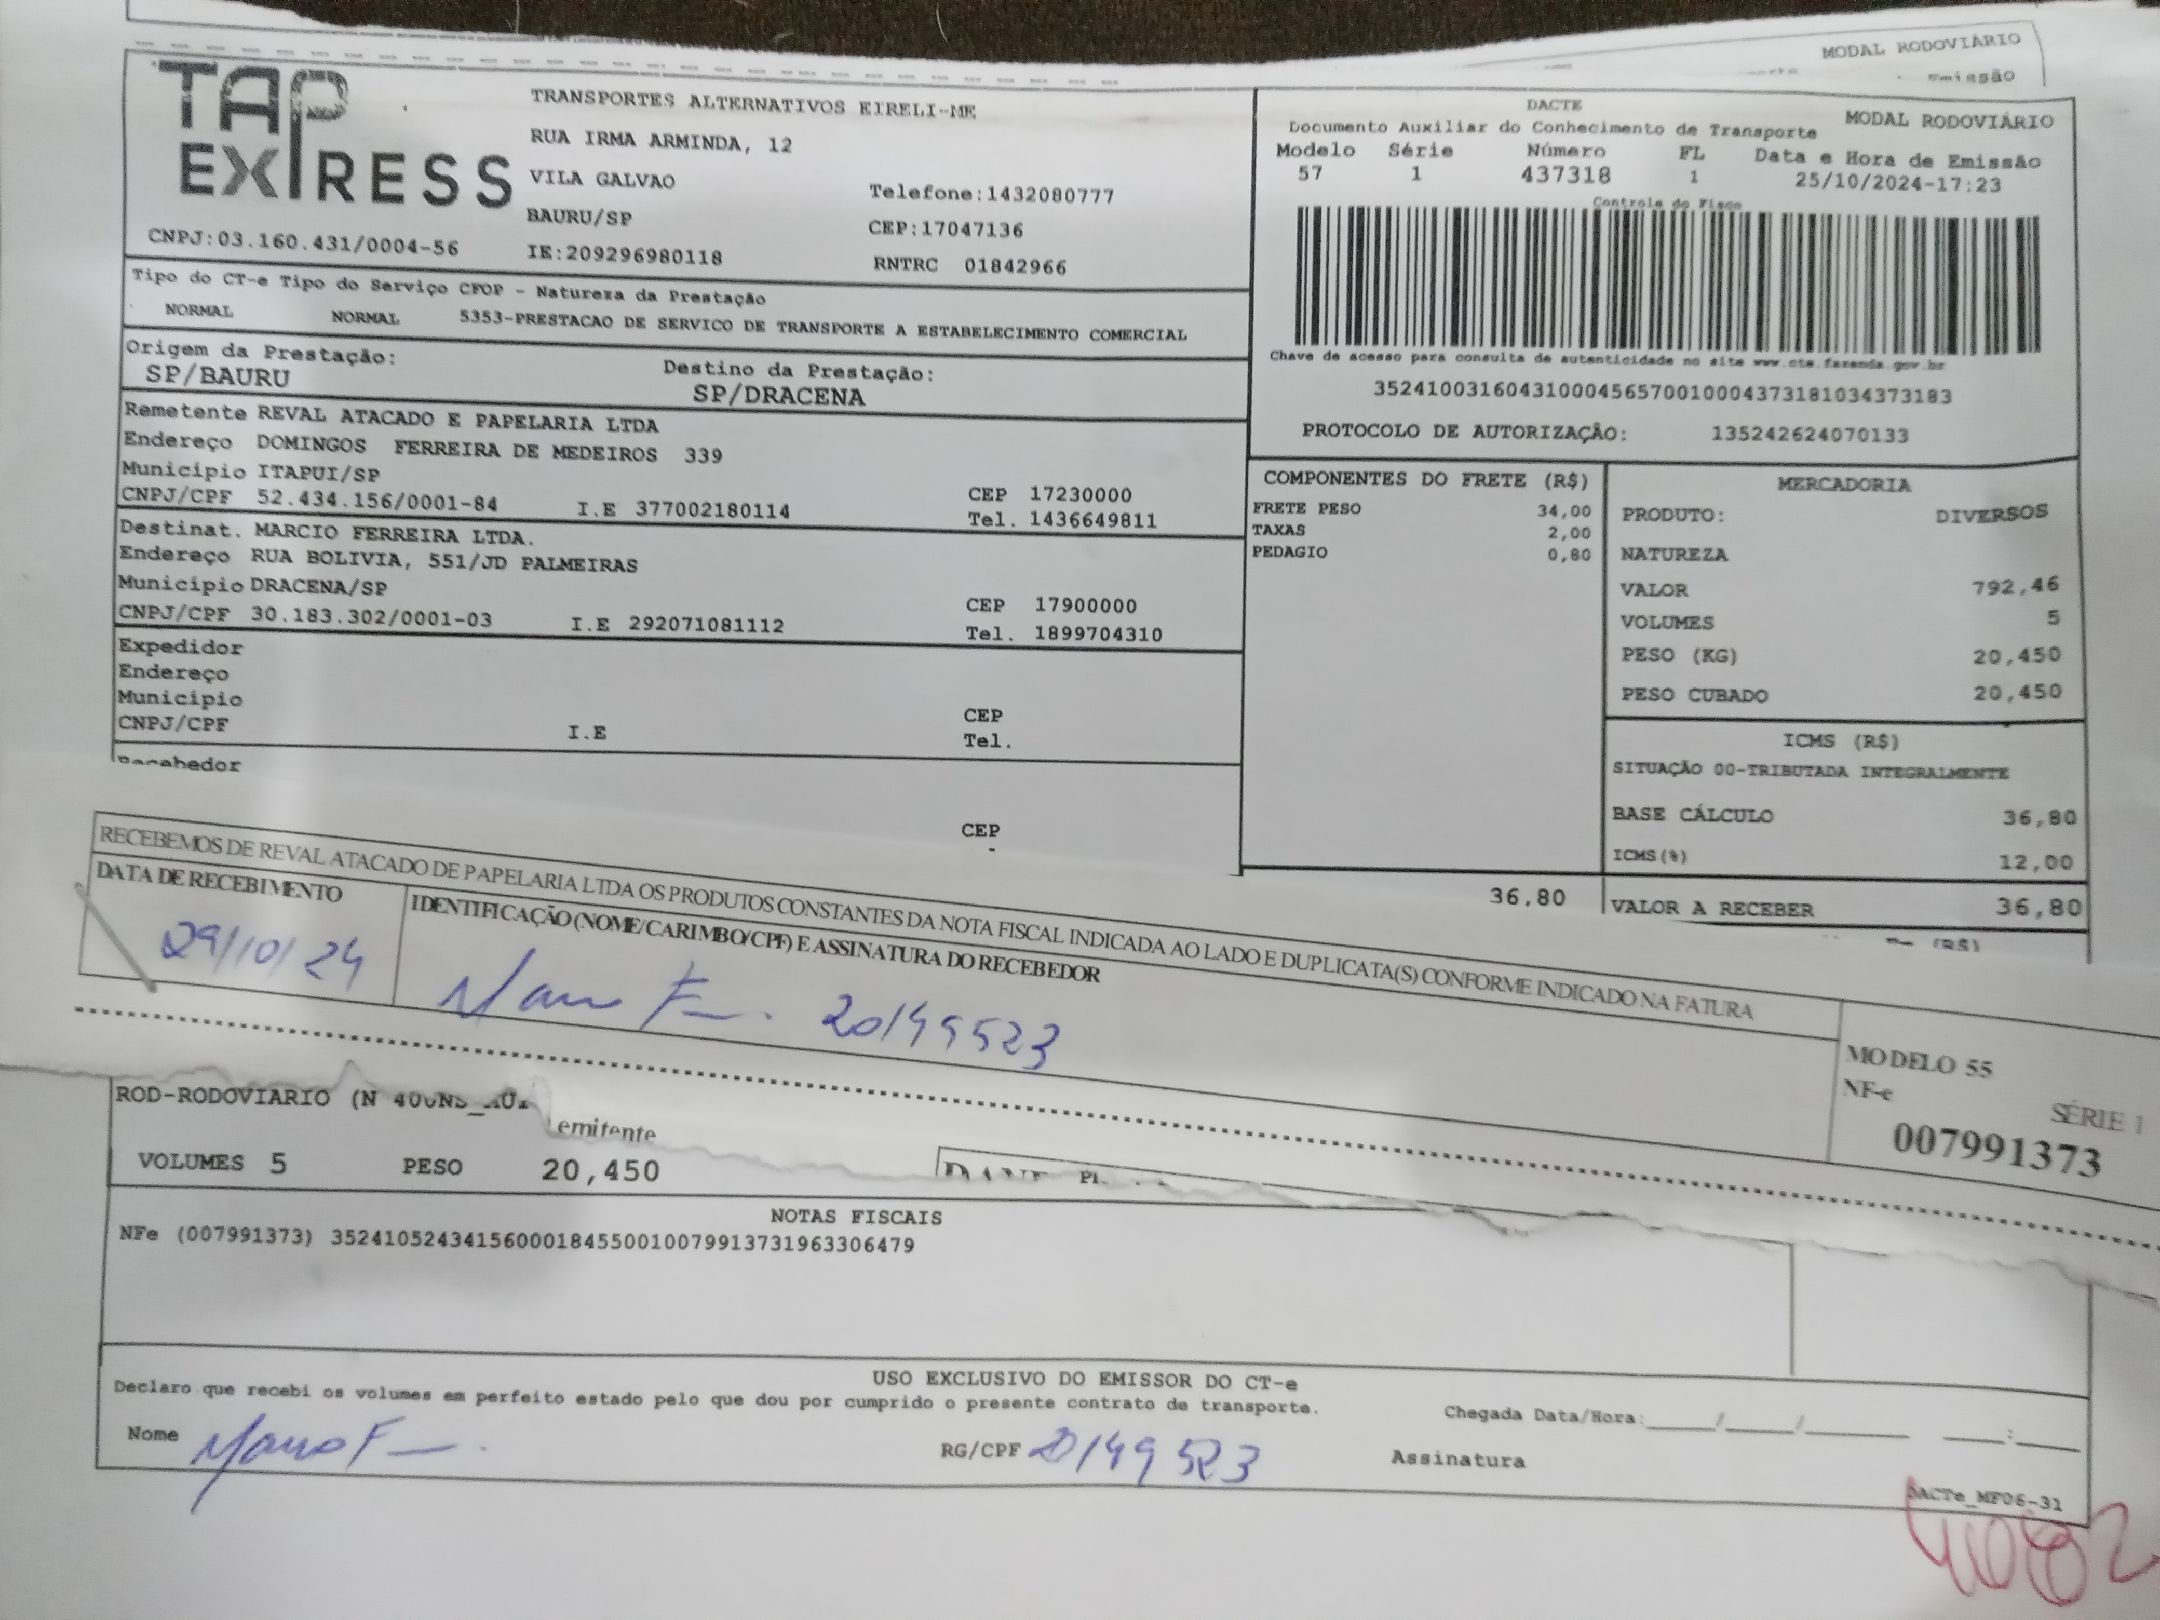 MODAL RODOVIÁRIO
Emissão
TAP EXPRESS
TRANSPORTES ALTERNATIVOS EIRELI-ME
RUA IRMA ARMINDA, 12
VILA GALVAO
Telefone:1432080777
BAURU/SP
CEP:17047136
CNPJ:03.160.431/0004-56
IE:209296980118
RNTRC 01842966
DACTE
MODAL RODOVIÁRIO
Documento Auxiliar do Conhecimento de Transporte
Modelo Série Número FL Data e Hora de Emissão
57 1 437318 1 25/10/2024-17:23
Controle do Fisco
Chave de acesso para consulta de autenticidade no site www.cte.fazenda.gov.br
35241003160431000456570010004373181034373183
PROTOCOLO DE AUTORIZAÇÃO: 135242624070133
Tipo do CT-e Tipo do Serviço CFOP - Natureza da Prestação
NORMAL NORMAL 5353-PRESTACAO DE SERVICO DE TRANSPORTE A ESTABELECIMENTO COMERCIAL
Origem da Prestação: Destino da Prestação:
SP/BAURU SP/DRACENA
Remetente REVAL ATACADO E PAPELARIA LTDA
Endereço DOMINGOS FERREIRA DE MEDEIROS 339
Município ITAPUI/SP
CEP 17230000
CNPJ/CPF 52.434.156/0001-84 I.E 377002180114 Tel. 1436649811
Destinat. MARCIO FERREIRA LTDA.
Endereço RUA BOLIVIA, 551/JD PALMEIRAS
Município DRACENA/SP
CEP 17900000
CNPJ/CPF 30.183.302/0001-03 I.E 292071081112 Tel. 1899704310
Expedidor
Endereço
Município
CEP
CNPJ/CPF I.E Tel.
Recebedor
CEP
COMPONENTES DO FRETE (R$)
FRETE PESO 34,00
TAXAS 2,00
PEDAGIO 0,80
36,80
MERCADORIA
PRODUTO: DIVERSOS
NATUREZA
VALOR 792,46
VOLUMES 5
PESO (KG) 20,450
PESO CUBADO 20,450
ICMS (R$)
SITUAÇÃO 00-TRIBUTADA INTEGRALMENTE
BASE CÁLCULO 36,80
ICMS(%) 12,00
VALOR A RECEBER 36,80
(R$)
RECEBEMOS DE REVAL ATACADO DE PAPELARIA LTDA OS PRODUTOS CONSTANTES DA NOTA FISCAL INDICADA AO LADO E DUPLICATA(S) CONFORME INDICADO NA FATURA
DATA DE RECEBIMENTO
29/10/24
IDENTIFICAÇÃO (NOME/CARIMBO/CPF) E ASSINATURA DO RECEBEDOR
20149523
MODELO 55
NF-e
SÉRIE 1
007991373
ROD-RODOVIARIO (N
emitente
VOLUMES 5 PESO 20,450
NOTAS FISCAIS
NFe (007991373) 35241052434156000184550010079913731963306479
USO EXCLUSIVO DO EMISSOR DO CT-e
Declaro que recebi os volumes em perfeito estado pelo que dou por cumprido o presente contrato de transporte.
Chegada Data/Hora:
Nome
RG/CPF 20149523
Assinatura
DACTe_MF06-31